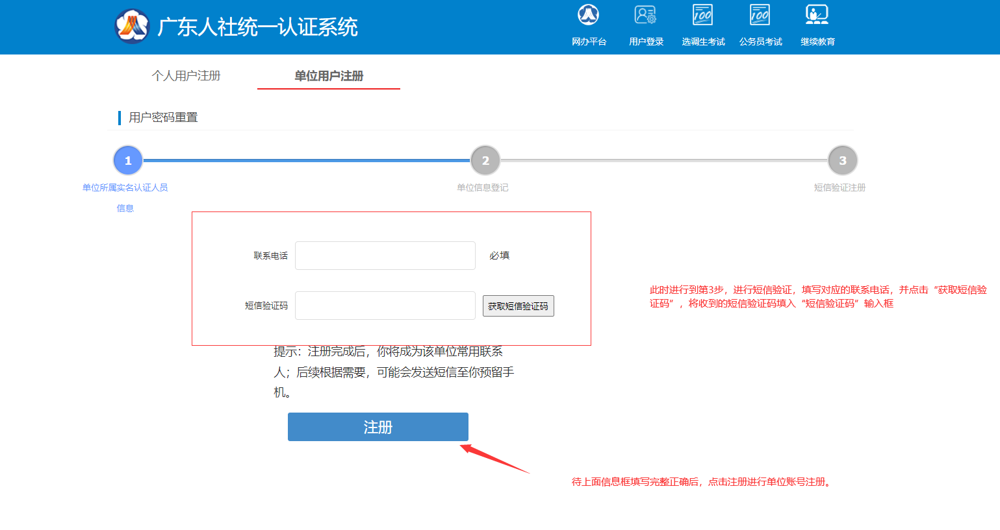 广东人社统一认证系统
网办平台
用户登录
选调生考试
公务员考试
继续教育
个人用户注册
单位用户注册
用户密码重置
1
2
3
单位所属实名认证人员
信息
单位信息登记
短信验证注册
联系电话
必填
短信验证码
获取短信验证码
此时进行到第3步，进行短信验证，填写对应的联系电话，并点击“获取短信验
证码”，将收到的短信验证码填入“短信验证码”输入框
提示：注册完成后，你将成为该单位常用联系
人；后续根据需要，可能会发送短信至你预留手
机。
注册
待上面信息框填写完整正确后，点击注册进行单位账号注册。